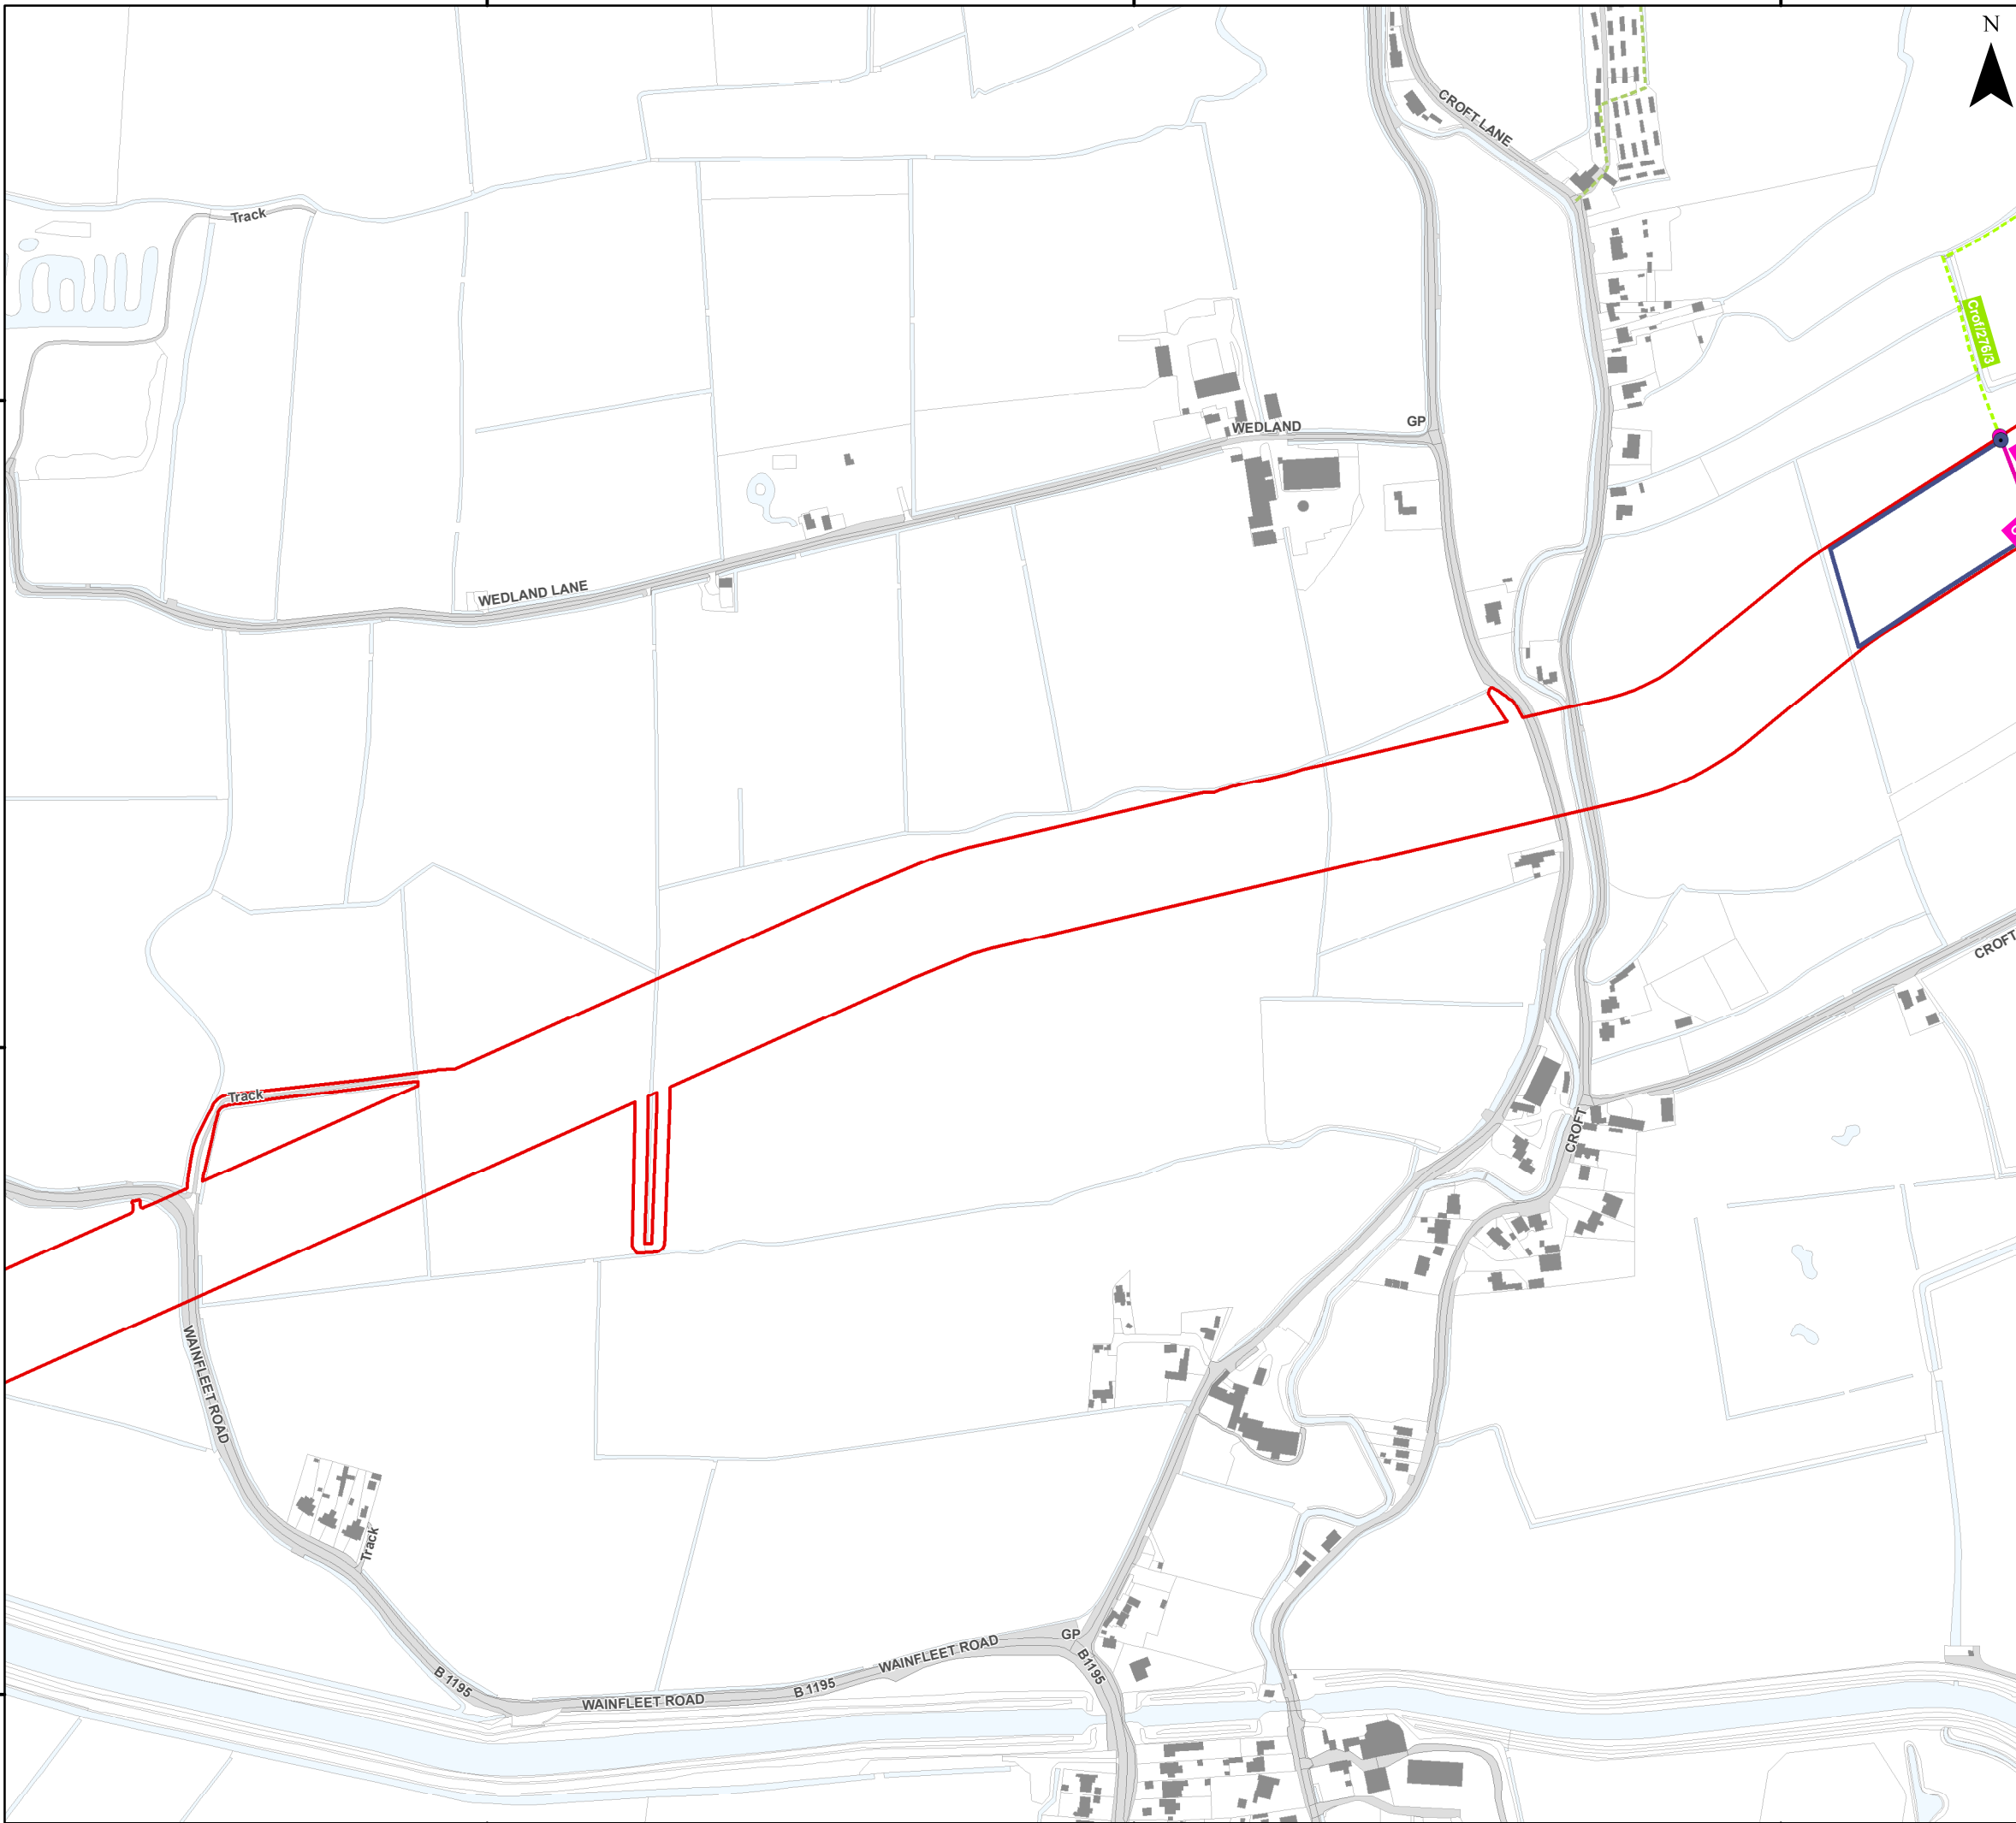 N
CROFT LANE
Track
Crof/276/3
WEDLAND
GP
WEDLAND LANE
CROFT
Track
CROFT
WAINFLEET ROAD
Track
GP
WAINFLEET ROAD
B1195
B 1195
B 1195
WAINFLEET ROAD